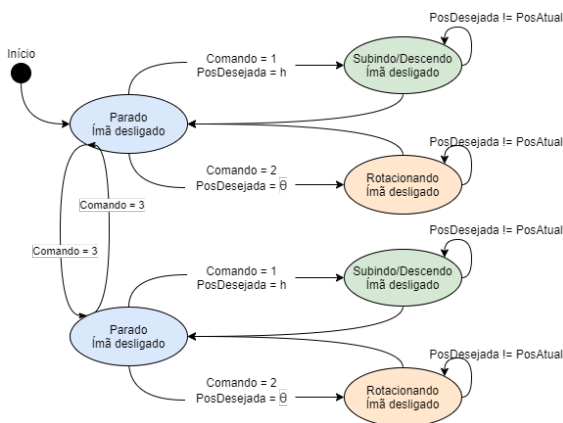 PosDesejada != PosAtual
Início
Comando = 1
PosDesejada = h
Subindo/Descendo
Ímã desligado
Parado
Ímã desligado
PosDesejada != PosAtual
Comando = 2
PosDesejada = θ
Rotacionando
Ímã desligado
Comando = 3
Comando = 3
PosDesejada != PosAtual
Comando = 1
PosDesejada = h
Subindo/Descendo
Ímã desligado
Parado
Ímã desligado
PosDesejada != PosAtual
Comando = 2
PosDesejada = θ
Rotacionando
Ímã desligado